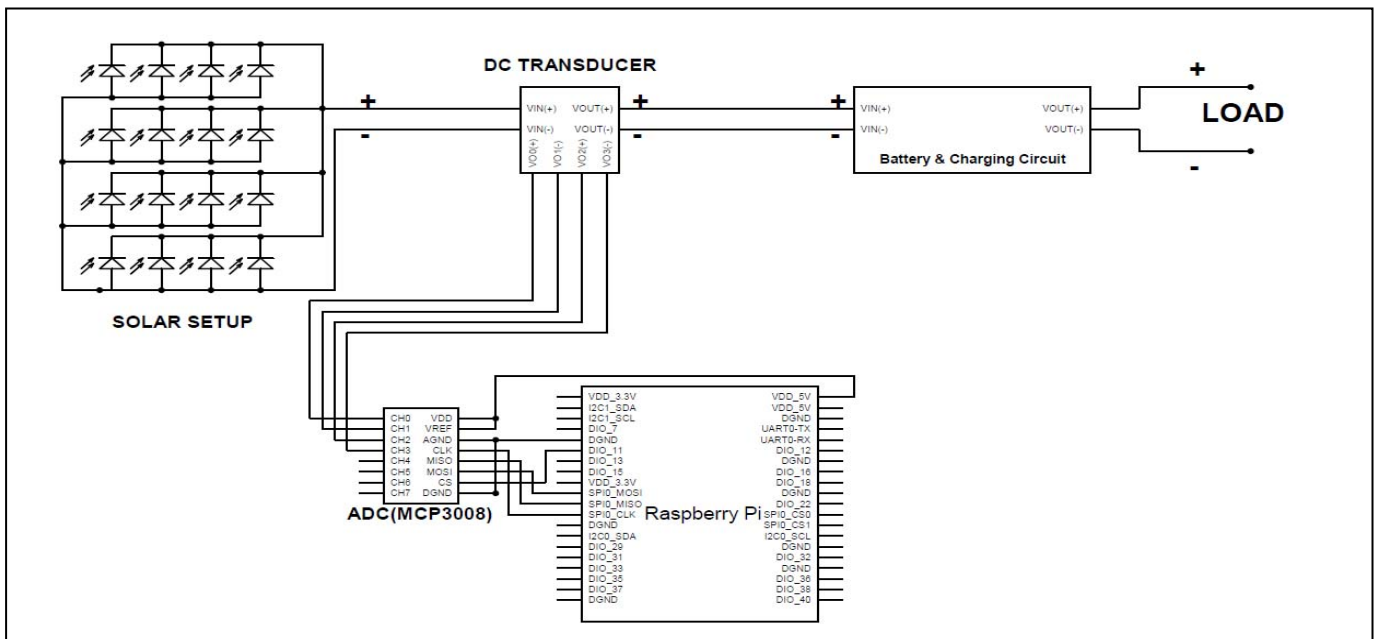 DC TRANSDUCER
+
-
VIN(+) VOUT(+)
VIN(-) VOUT(-)
VO0(+)
VO1(-)
VO2(+)
VO3(-)
+
-
+
-
VIN(+) VOUT(+)
VIN(-) VOUT(-)
Battery & Charging Circuit
+
LOAD
-
SOLAR SETUP
CH0 VDD
CH1 VREF
CH2 AGND
CH3 CLK
CH4 MISO
CH5 MOSI
CH6 CS
CH7 DGND
ADC(MCP3008)
VDD_3.3V VDD_5V
I2C1_SDA VDD_5V
I2C1_SCL DGND
DIO_7 UART0-TX
DGND UART0-RX
DIO_11 DIO_12
DIO_13 DGND
DIO_15 DIO_16
VDD_3.3V DIO_18
SPI0_MOSI DGND
SPI0_MISO DIO_22
SPI0_CLK Raspberry Pi SPI0_CS0
DGND SPI0_CS1
I2C0_SDA I2C0_SCL
DIO_29 DGND
DIO_31 DIO_32
DIO_33 DGND
DIO_35 DIO_36
DIO_37 DIO_38
DGND DIO_40